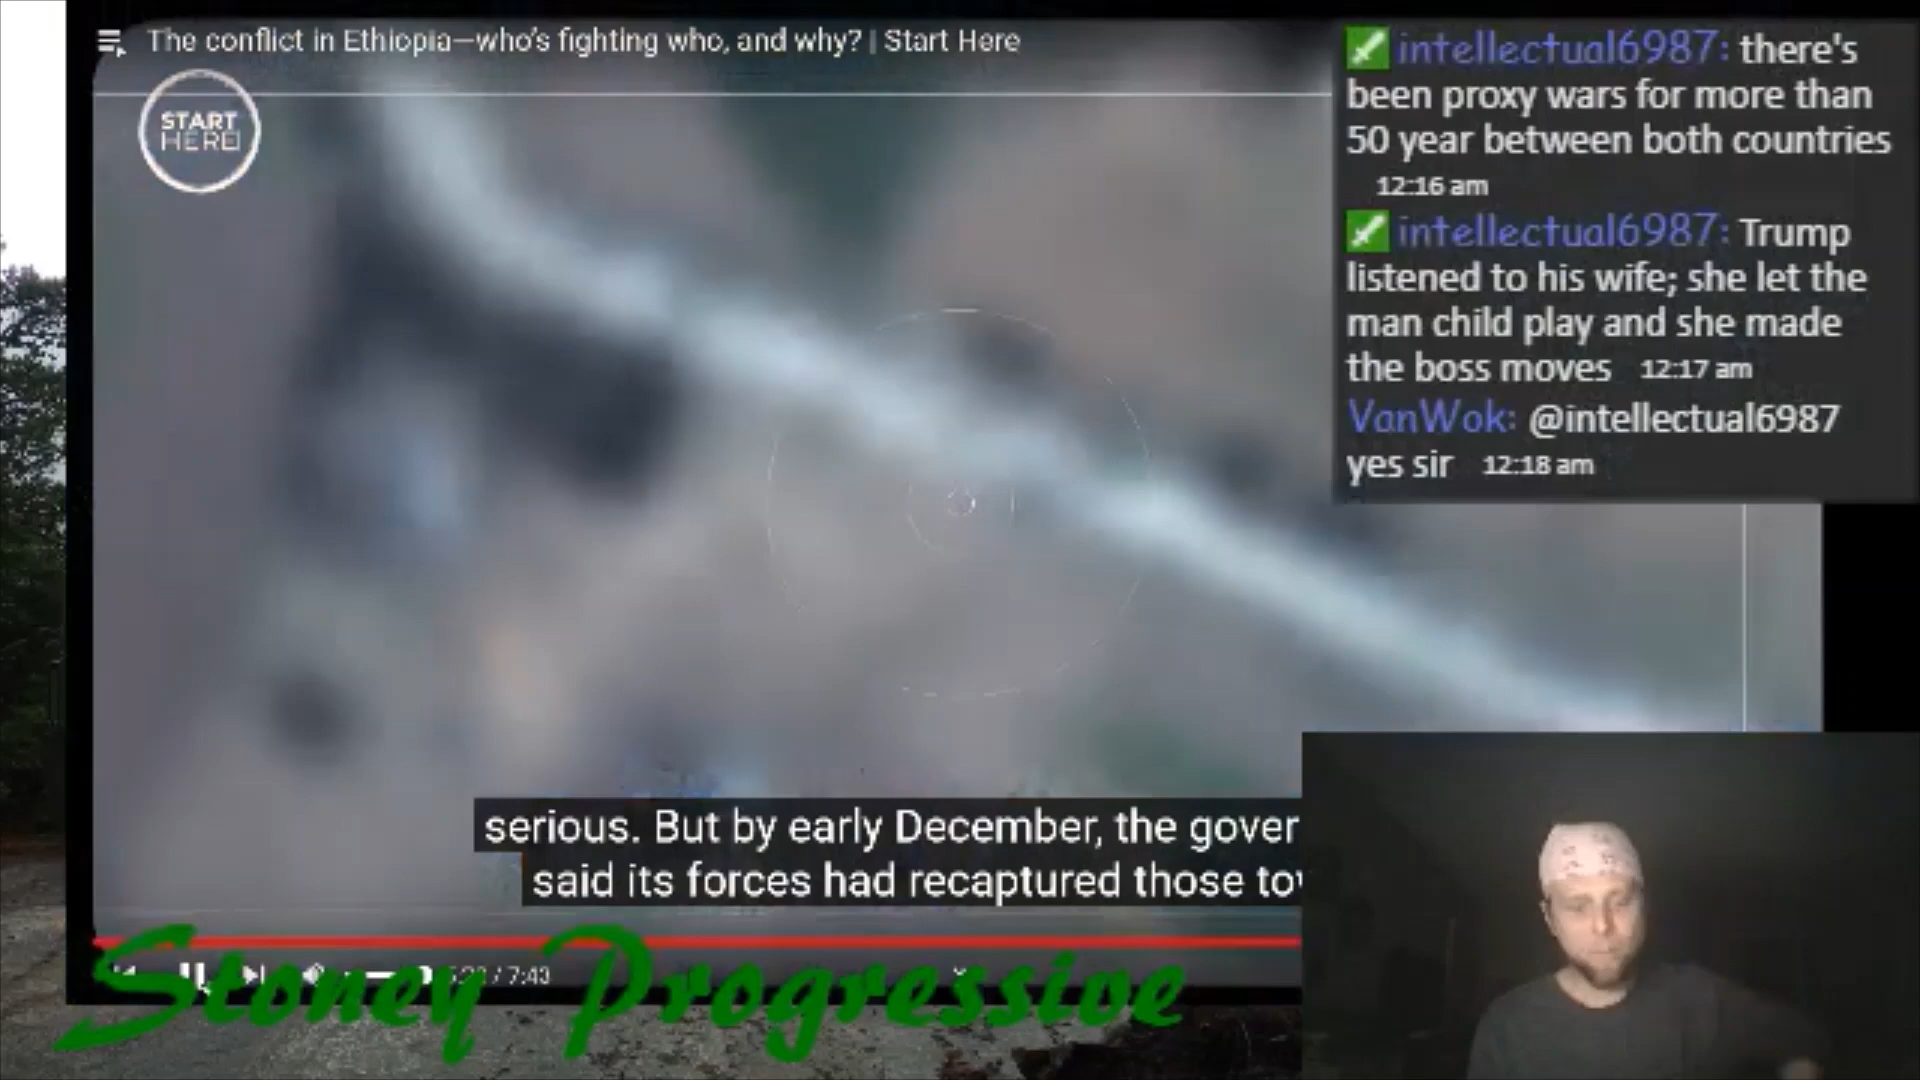 The conflict in Ethiopia—who's fighting who, and why? | Start Here
START
HERE
intellectual6987: there's
been proxy wars for more than
50 year between both countries
12:16 am
intellectual6987: Trump
listened to his wife; she let the
man child play and she made
the boss moves 12:17 am
VanWok: @intellectual6987
yes sir 12:18 am
serious. But by early December, the gover
said its forces had recaptured those
/ 7:43
Stoney Progressive